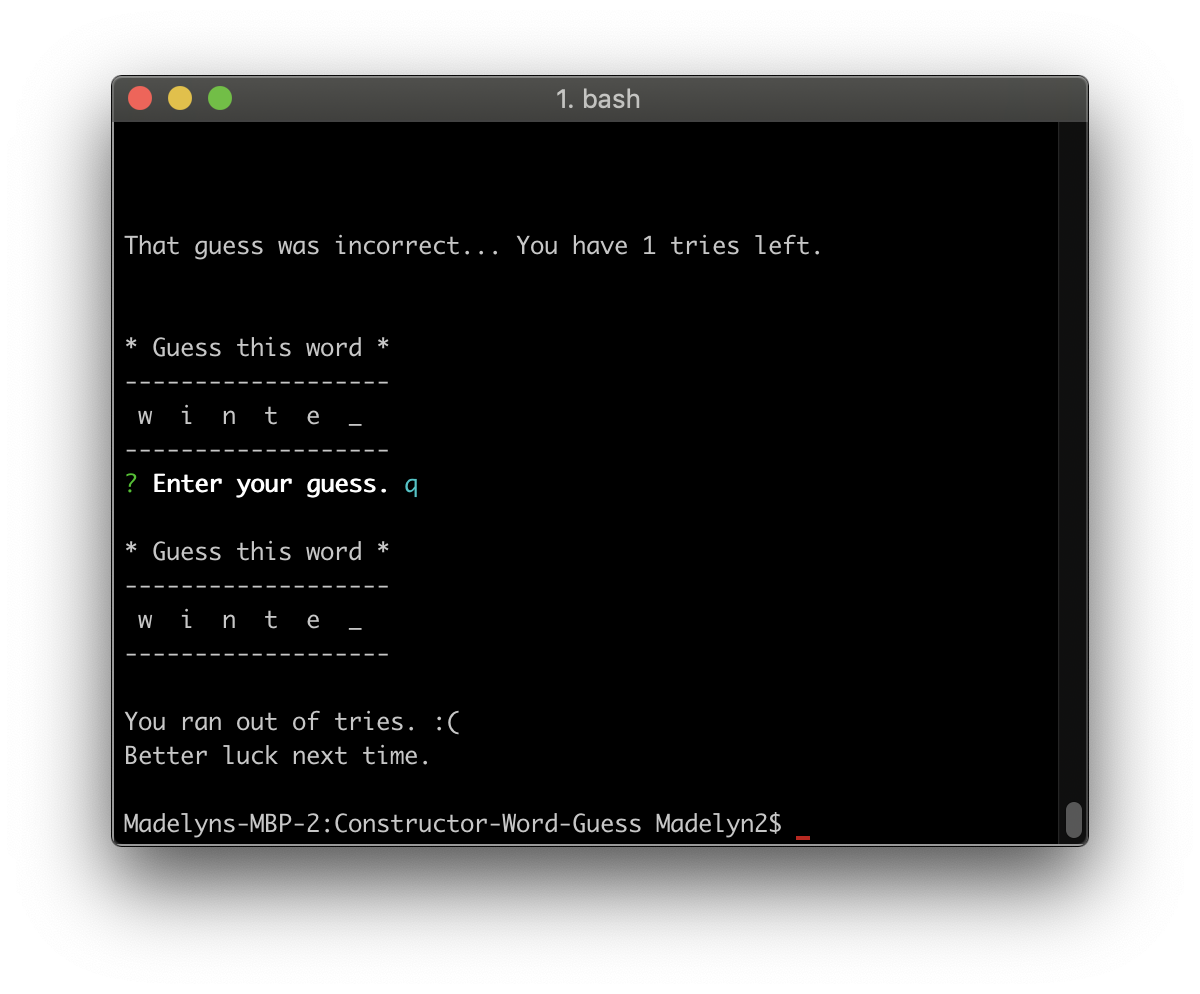 1. bash
That guess was incorrect... You have 1 tries left.
* Guess this word *
-------------------
w i n t e _
-------------------
? Enter your guess. q
* Guess this word *
-------------------
w i n t e _
-------------------
You ran out of tries. :(
Better luck next time.
Madelyns-MBP-2:Constructor-Word-Guess Madelyn2$ _